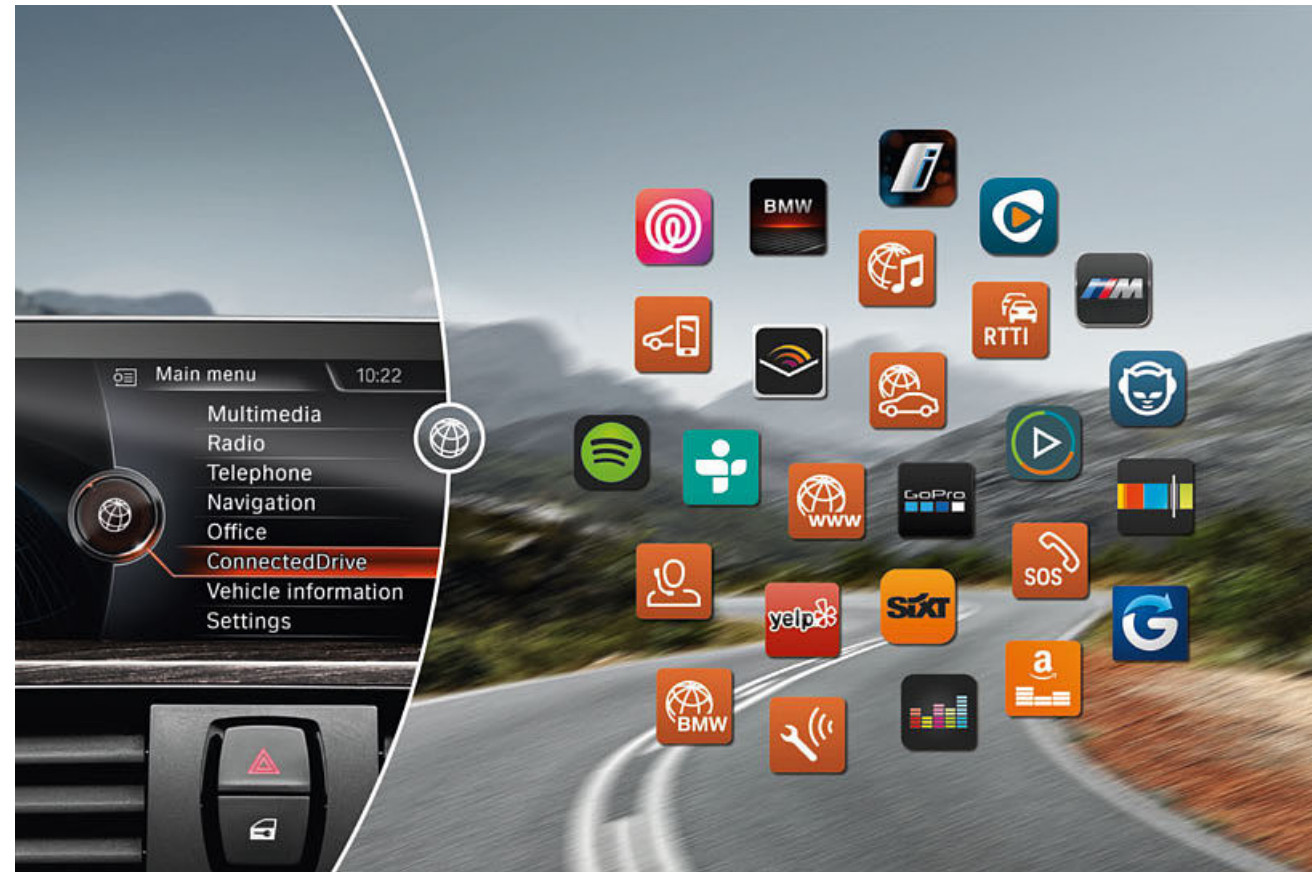 Main menu
10:22
Multimedia
Radio
Telephone
Navigation
Office
ConnectedDrive
Vehicle information
Settings
i
BMW
M
RTTI
www
GoPro
SOS
yelp
SIXT
G
a
BMW